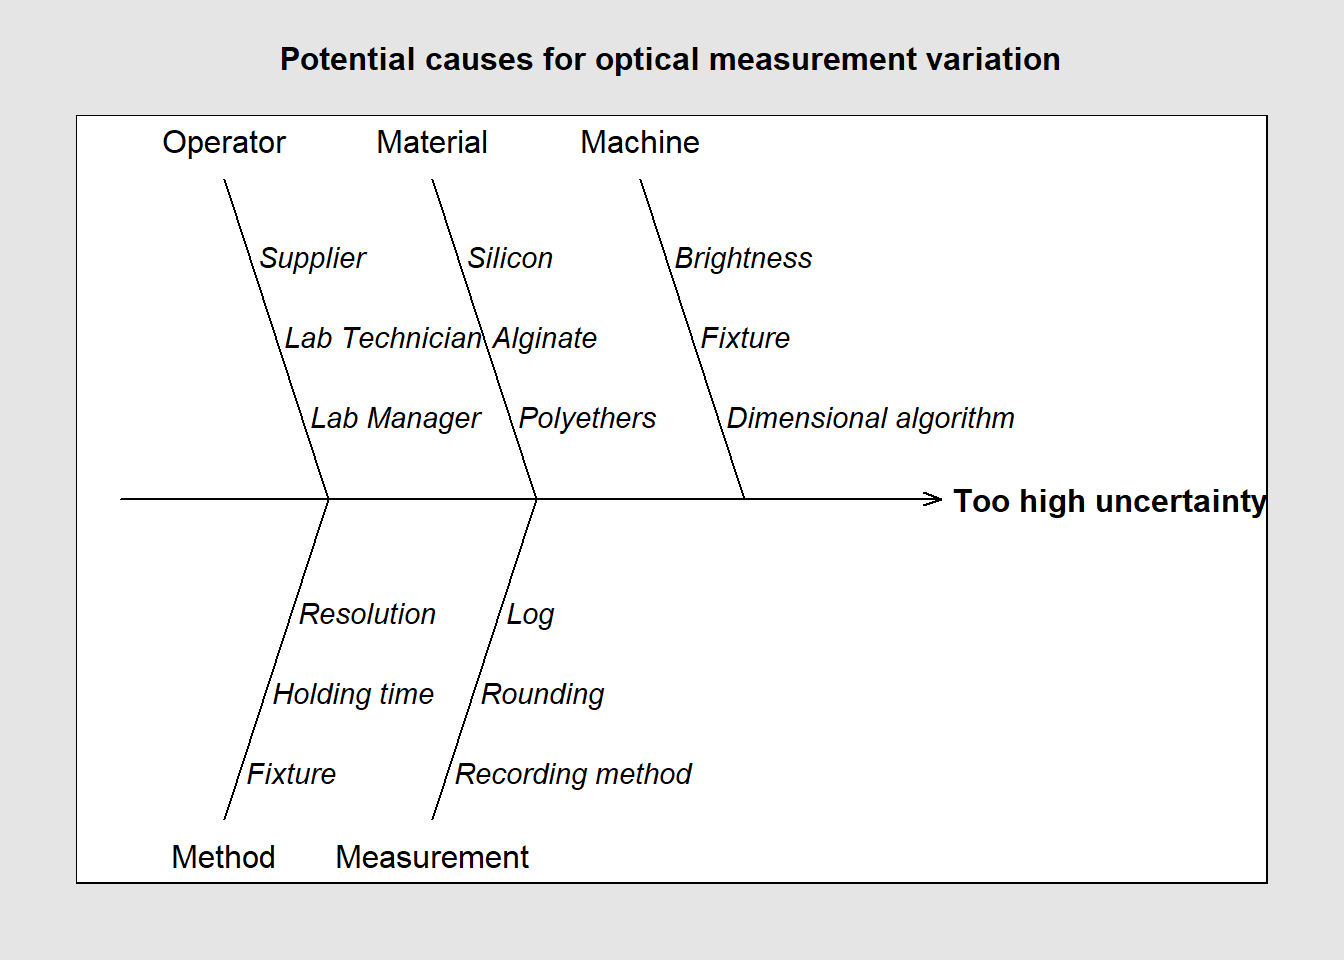 Potential causes for optical measurement variation
Operator Material Machine
Supplier Silicon Brightness
Lab Technician Alginate Fixture
Lab Manager Polyethers Dimensional algorithm
Too high uncertainty
Resolution Log
Holding time Rounding
Fixture Recording method
Method Measurement